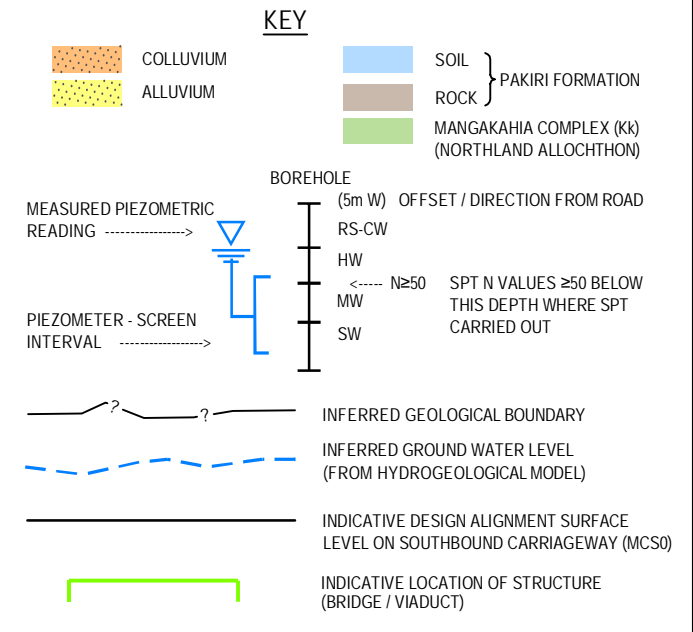 KEY
COLLUVIUM
ALLUVIUM
SOIL
ROCK
PAKIRI FORMATION
MANGAKAHIA COMPLEX (Kk)
(NORTHLAND ALLOCHTHON)
BOREHOLE
(5m W) OFFSET / DIRECTION FROM ROAD
MEASURED PIEZOMETRIC
READING ----------------->
RS-CW
HW
<----- N≥50
SPT N VALUES ≥50 BELOW
THIS DEPTH WHERE SPT
CARRIED OUT
MW
SW
PIEZOMETER - SCREEN
INTERVAL ------------------>
? ?
INFERRED GEOLOGICAL BOUNDARY
INFERRED GROUND WATER LEVEL
(FROM HYDROGEOLOGICAL MODEL)
INDICATIVE DESIGN ALIGNMENT SURFACE
LEVEL ON SOUTHBOUND CARRIAGEWAY (MCS0)
INDICATIVE LOCATION OF STRUCTURE
(BRIDGE / VIADUCT)